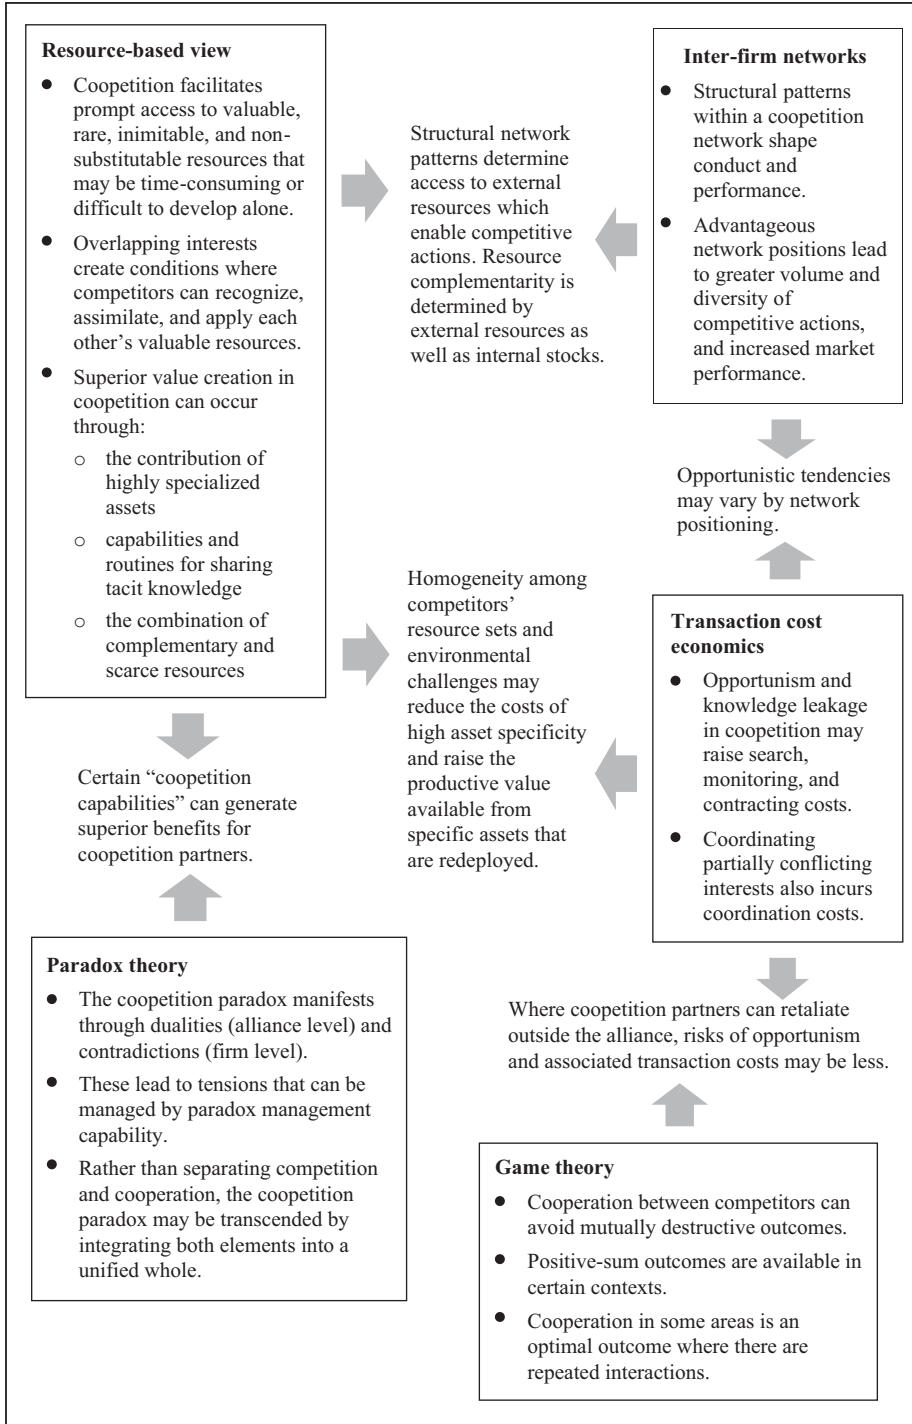 Resource-based view
● Coopetition facilitates
prompt access to valuable,
rare, inimitable, and non-
substitutable resources that
may be time-consuming or
difficult to develop alone.
● Overlapping interests
create conditions where
competitors can recognize,
assimilate, and apply each
other’s valuable resources.
● Superior value creation in
coopetition can occur
through:
○ the contribution of
highly specialized
assets
○ capabilities and
routines for sharing
tacit knowledge
○ the combination of
complementary and
scarce resources
Structural network
patterns determine
access to external
resources which
enable competitive
actions. Resource
complementarity is
determined by
external resources as
well as internal stocks.
Inter-firm networks
● Structural patterns
within a coopetition
network shape
conduct and
performance.
● Advantageous
network positions lead
to greater volume and
diversity of
competitive actions,
and increased market
performance.
Opportunistic tendencies
may vary by network
positioning.
Homogeneity among
competitors’
resource sets and
environmental
challenges may
reduce the costs of
high asset specificity
and raise the
productive value
available from
specific assets that
are redeployed.
Transaction cost
economics
● Opportunism and
knowledge leakage
in coopetition may
raise search,
monitoring, and
contracting costs.
● Coordinating
partially conflicting
interests also incurs
coordination costs.
Certain “coopetition
capabilities” can generate
superior benefits for
coopetition partners.
Paradox theory
● The coopetition paradox manifests
through dualities (alliance level) and
contradictions (firm level).
● These lead to tensions that can be
managed by paradox management
capability.
● Rather than separating competition
and cooperation, the coopetition
paradox may be transcended by
integrating both elements into a
unified whole.
Where coopetition partners can retaliate
outside the alliance, risks of opportunism
and associated transaction costs may be less.
Game theory
● Cooperation between competitors can
avoid mutually destructive outcomes.
● Positive-sum outcomes are available in
certain contexts.
● Cooperation in some areas is an
optimal outcome where there are
repeated interactions.